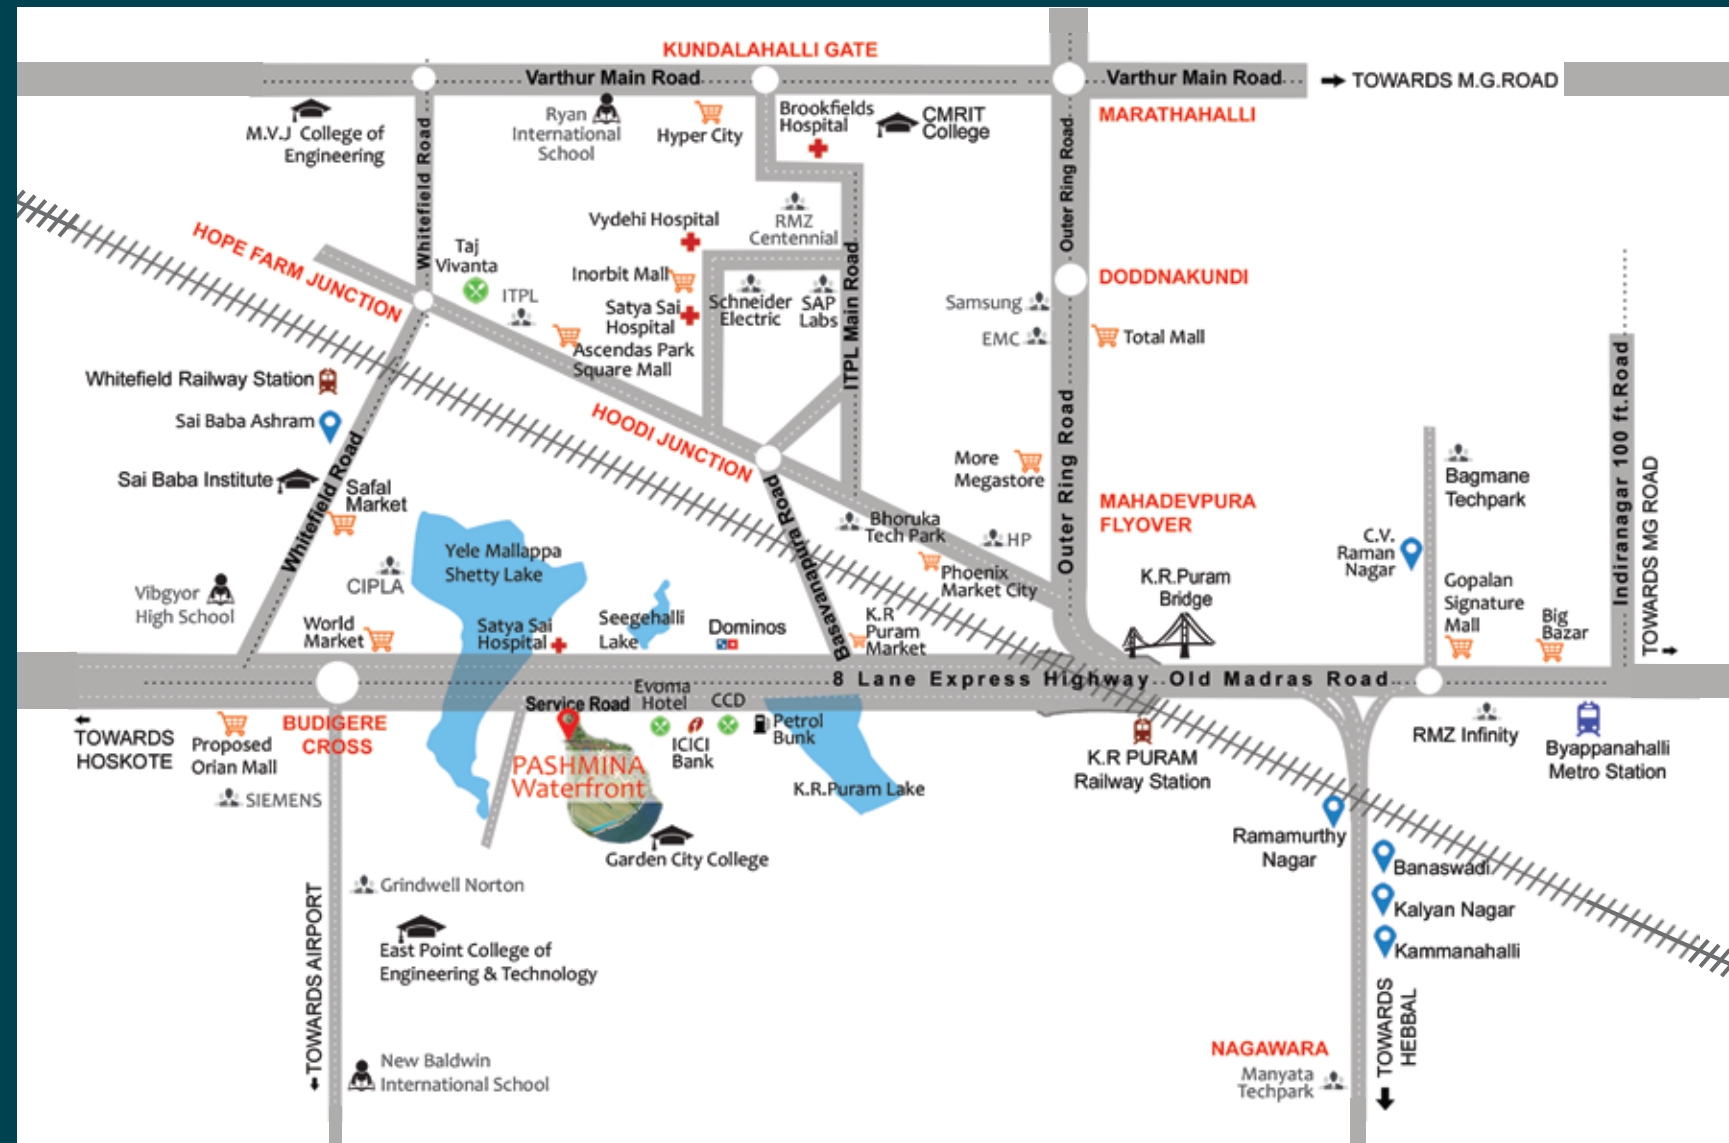 KUNDALAHALLI GATE
Varthur Main Road
Varthur Main Road
TOWARDS M.G.ROAD
MARATHAHALLI
M.V.J College of
Engineering
Whitefield Road
Ryan
International
School
Hyper City
Brookfields
Hospital
CMRIT
College
Outer Ring Road
HOPE FARM JUNCTION
Whitefield Road
Taj
Vivanta
ITPL
Vydehi Hospital
Inorbit Mall
Satya Sai
Hospital
Ascendas Park
Square Mall
RMZ
Centennial
Schneider
Electric
SAP
Labs
ITPL Main Road
Outer Ring Road
DODDNAKUNDI
Samsung
EMC
Total Mall
Whitefield Railway Station
Sai Baba Ashram
Sai Baba Institute
Safal
Market
Whitefield Road
HOODI JUNCTION
Basavanapura Road
More
Megastore
Outer Ring Road
MAHADEVPURA
FLYOVER
Bhoruka
Tech Park
HP
Phoenix
Market City
K.R.Puram
Bridge
C.V.
Raman
Nagar
Bagmane
Techpark
Gopalan
Signature
Mall
Big
Bazar
Indiranagar 100 ft.Road
TOWARDS MG ROAD
Vibgyor
High School
CIPLA
World
Market
Yele Mallappa
Shetty Lake
Satya Sai
Hospital
Seegehalli
Lake
Dominos
K.R
Puram
Market
8 Lane Express Highway
Old Madras Road
TOWARDS
HOSKOTE
Proposed
Orian Mall
BUDIGERE
CROSS
SIEMENS
Service Road
Evoma
Hotel
CCD
ICICI
Bank
Petrol
Bunk
PASHMINA
Waterfront
K.R.Puram Lake
Garden City College
K.R PURAM
Railway Station
RMZ Infinity
Byappanahalli
Metro Station
Ramamurthy
Nagar
Banaswadi
Kalyan Nagar
Kammanahalli
Grindwell Norton
East Point College of
Engineering & Technology
TOWARDS AIRPORT
New Baldwin
International School
NAGAWARA
Manyata
Techpark
TOWARDS
HEBBAL